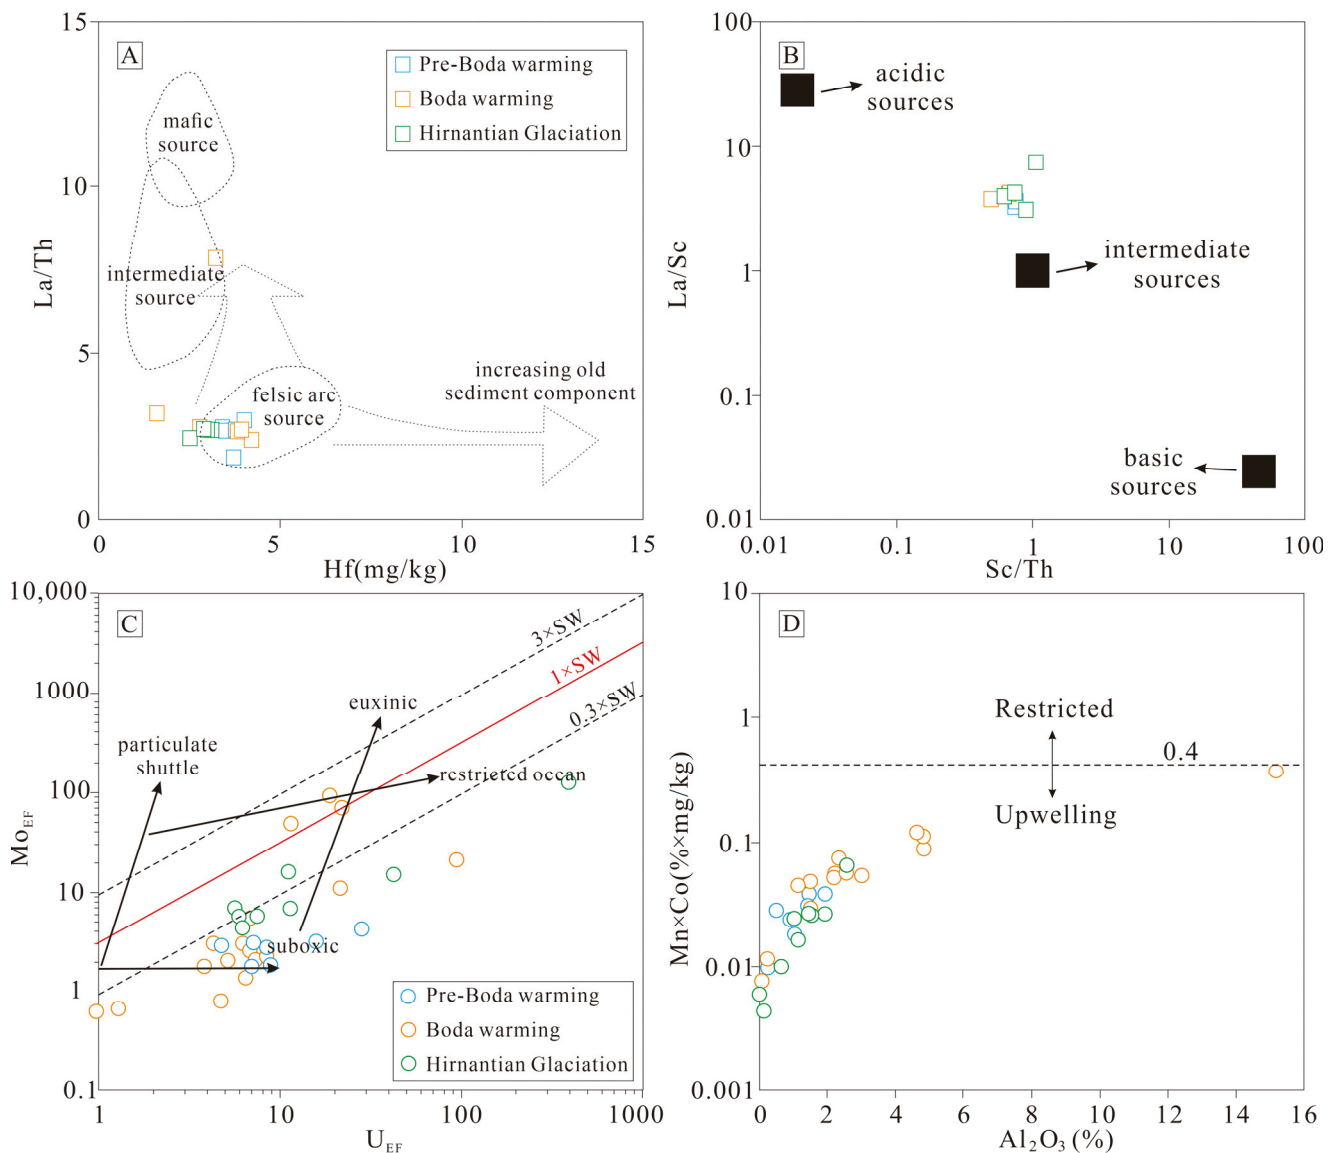 A
Pre-Boda warming
Boda warming
Hirnantian Glaciation
mafic
source
intermediate
source
felsic arc
source
increasing old
sediment component
15
10
5
0
La/Th
0
5
10
15
Hf(mg/kg)
B
acidic
sources
intermediate
sources
basic
sources
100
10
1
0.1
0.01
La/Sc
0.01
0.1
1
10
100
Sc/Th
C
3×SW
1×SW
0.3×SW
euxinic
particulate
shuttle
restricted ocean
suboxic
Pre-Boda warming
Boda warming
Hirnantian Glaciation
10,000
1000
100
10
1
0.1
Mo_EF
1
10
100
1000
U_EF
D
Restricted
0.4
Upwelling
10
1
0.1
0.01
0.001
Mn×Co(%×mg/kg)
0
2
4
6
8
10
12
14
16
Al₂O₃(%)